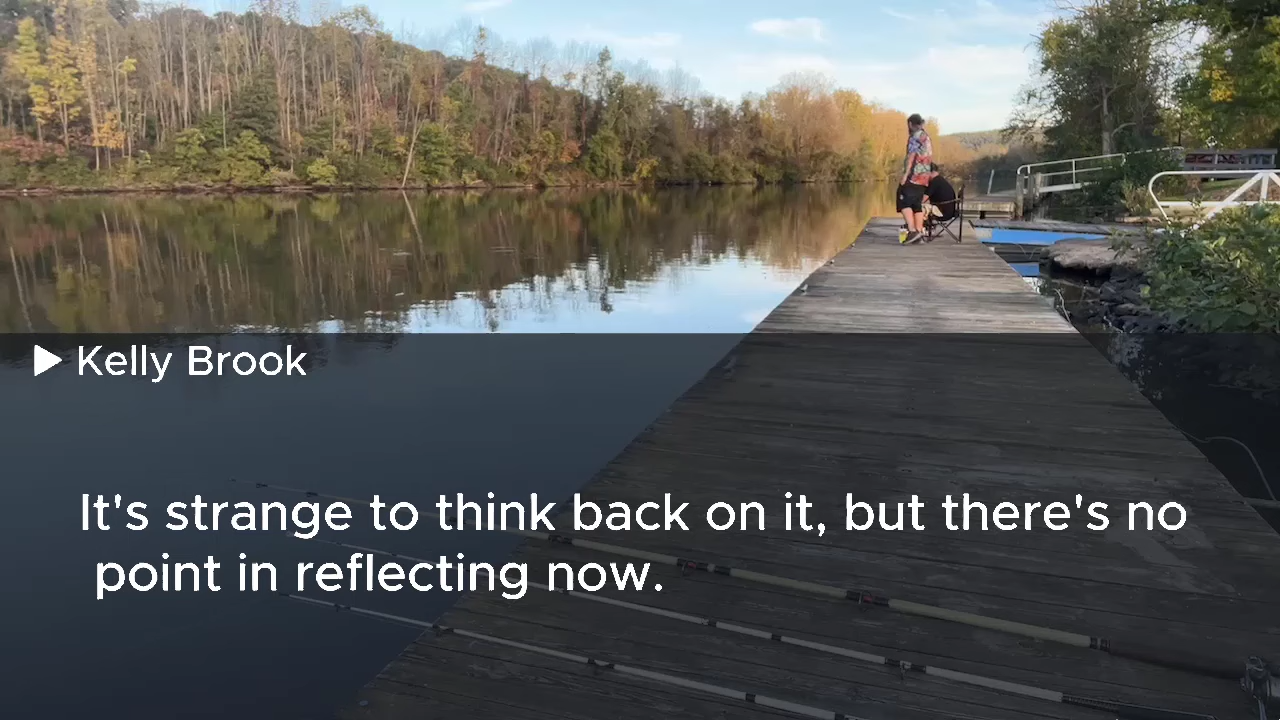 Kelly Brook
It's strange to think back on it, but there's no
point in reflecting now.